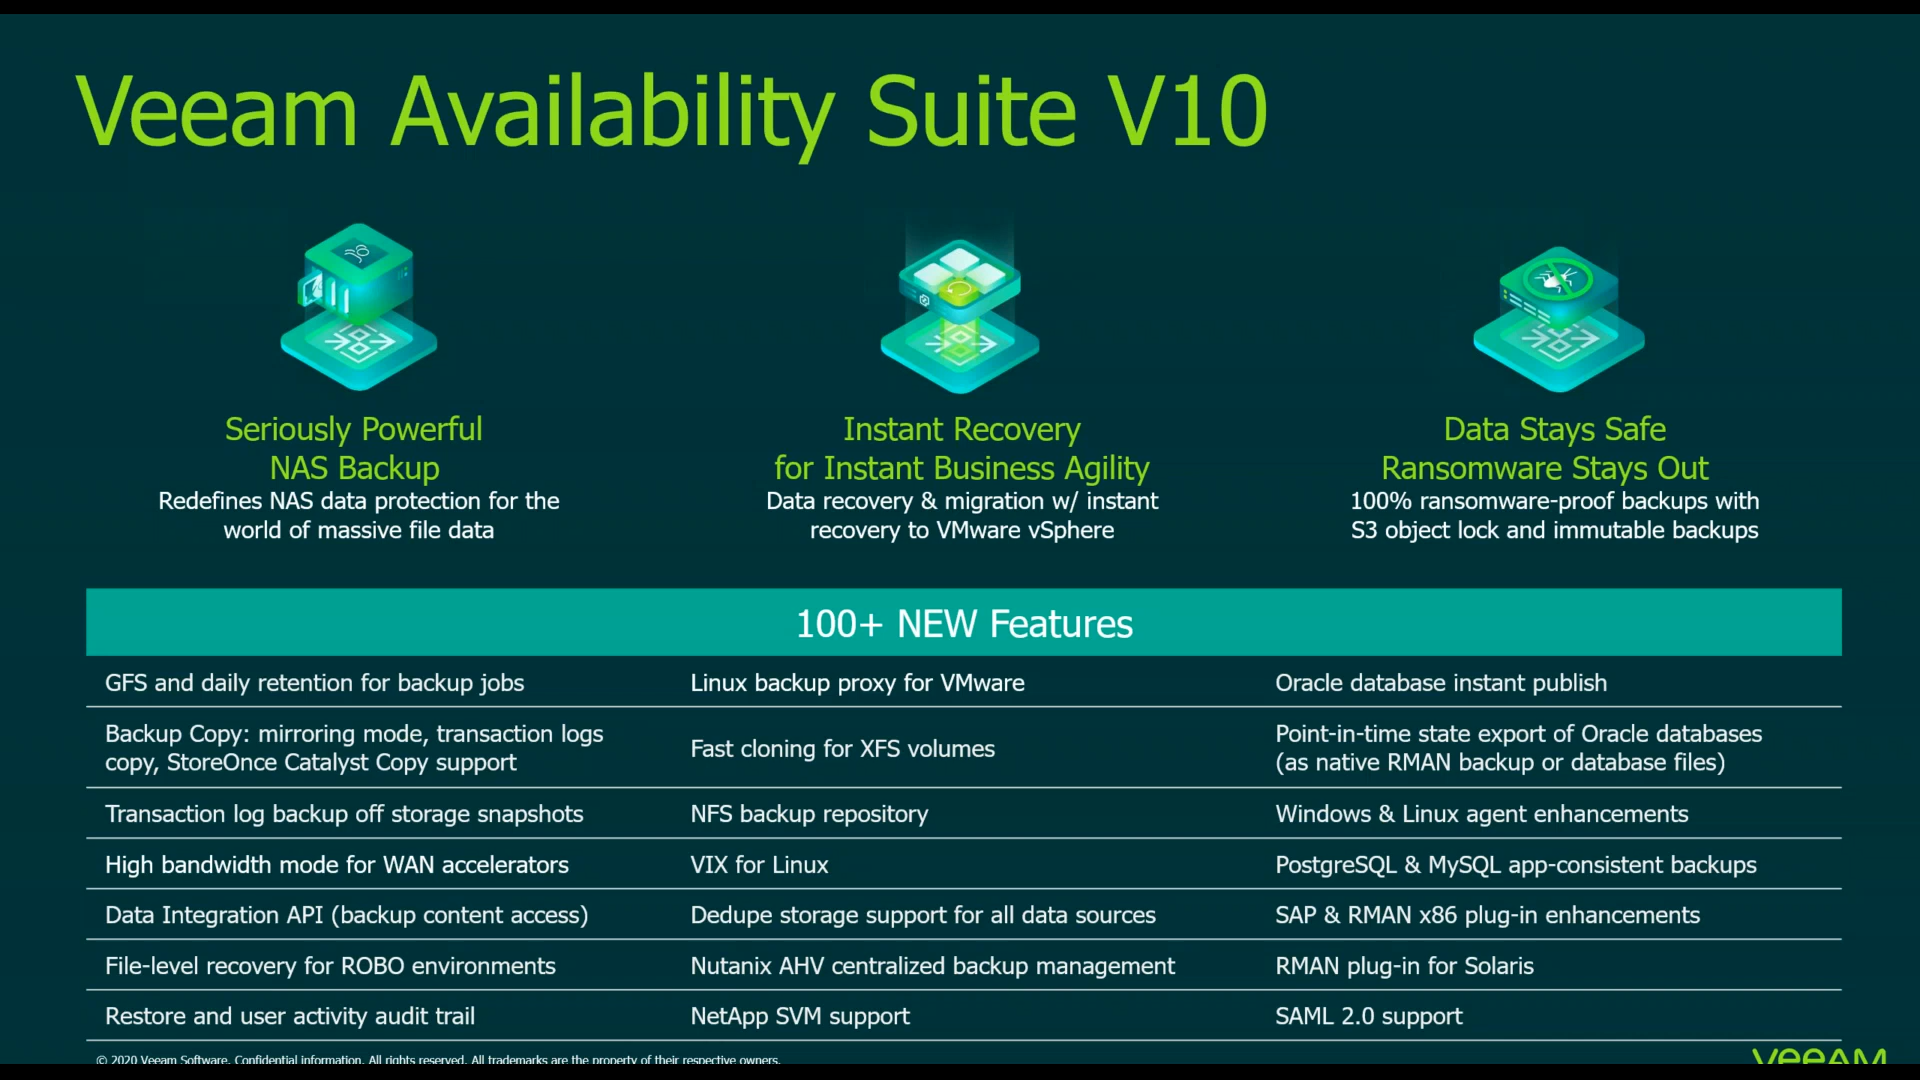 Veeam Availability Suite V10
Seriously Powerful
NAS Backup
Redefines NAS data protection for the
world of massive file data
Instant Recovery
for Instant Business Agility
Data recovery & migration w/ instant
recovery to VMware vSphere
Data Stays Safe
Ransomware Stays Out
100% ransomware-proof backups with
S3 object lock and immutable backups
100+ NEW Features
GFS and daily retention for backup jobs
Linux backup proxy for VMware
Oracle database instant publish
Backup Copy: mirroring mode, transaction logs
copy, StoreOnce Catalyst Copy support
Fast cloning for XFS volumes
Point-in-time state export of Oracle databases
(as native RMAN backup or database files)
Transaction log backup off storage snapshots
NFS backup repository
Windows & Linux agent enhancements
High bandwidth mode for WAN accelerators
VIX for Linux
PostgreSQL & MySQL app-consistent backups
Data Integration API (backup content access)
Dedupe storage support for all data sources
SAP & RMAN x86 plug-in enhancements
File-level recovery for ROBO environments
Nutanix AHV centralized backup management
RMAN plug-in for Solaris
Restore and user activity audit trail
NetApp SVM support
SAML 2.0 support
© 2020 Veeam Software. Confidential information. All rights reserved. All trademarks are the property of their respective owners.
veeAM